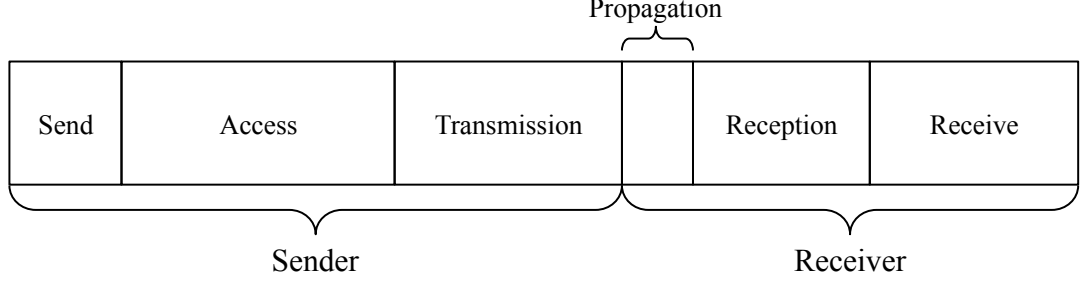 Propagation
Send Access Transmission Reception Receive
Sender Receiver